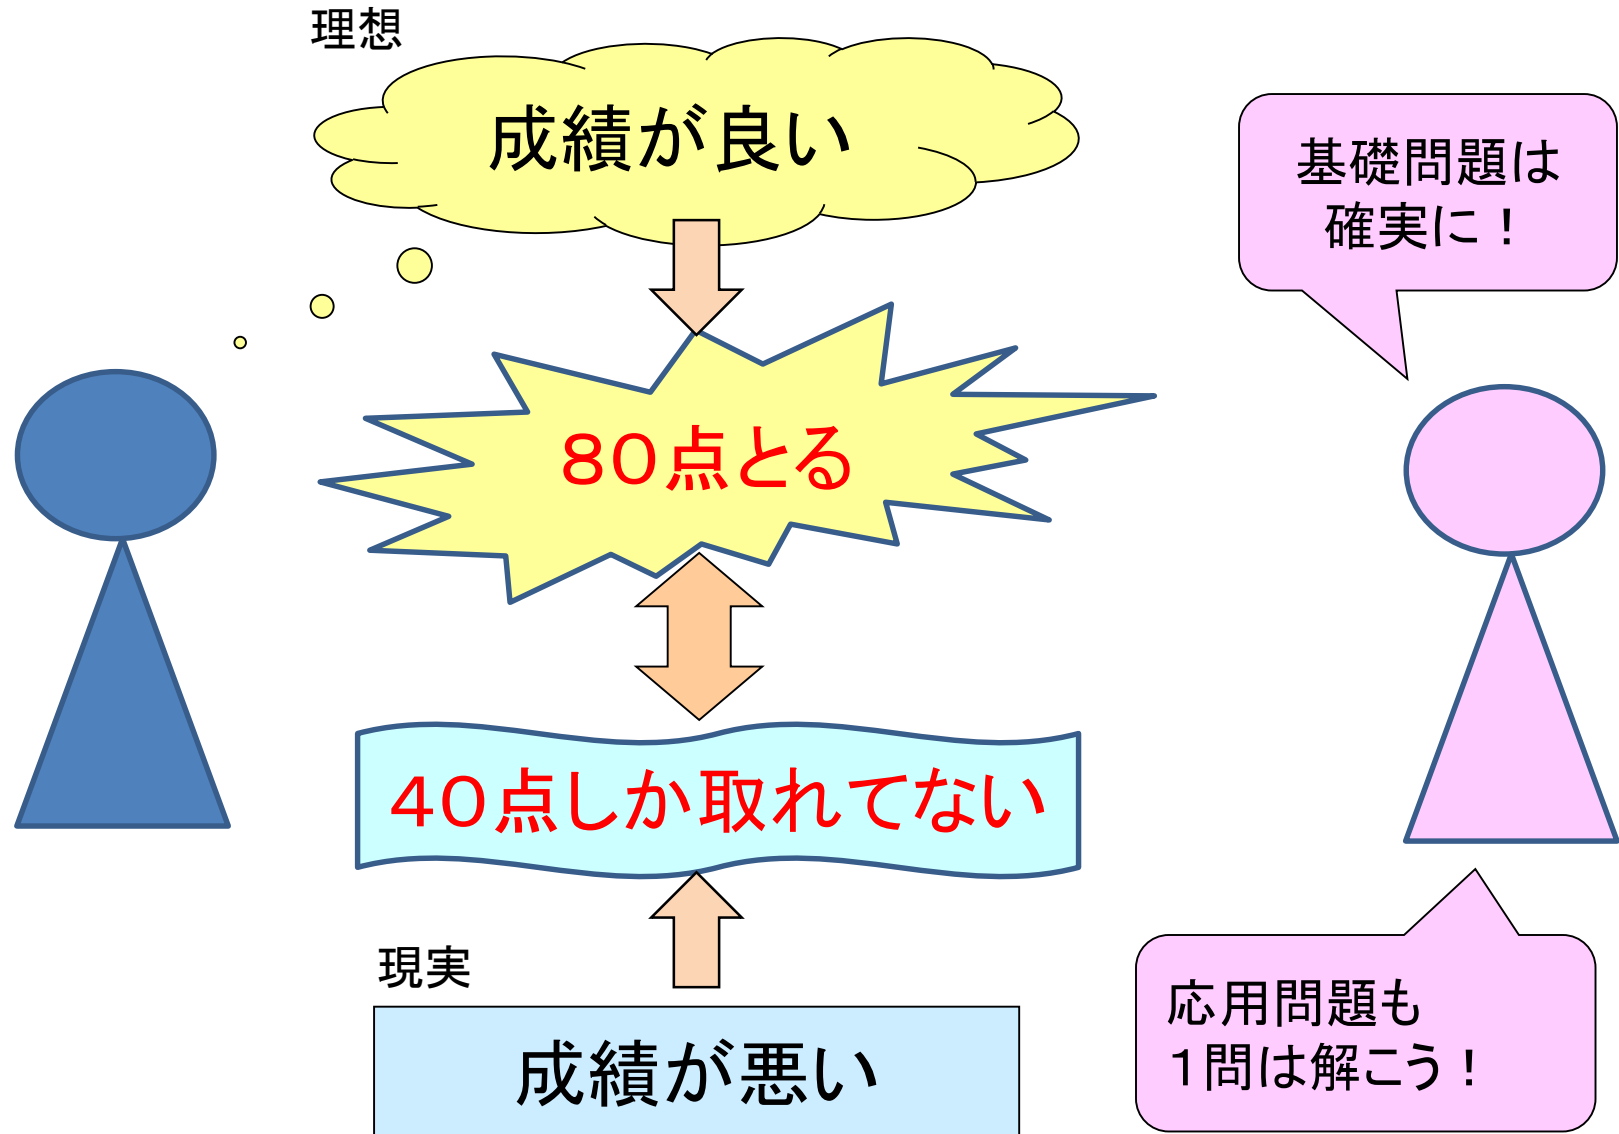 理想
成績が良い
８０点とる
４０点しか取れてない
現実
成績が悪い
基礎問題は
確実に！
応用問題も
１問は解こう！